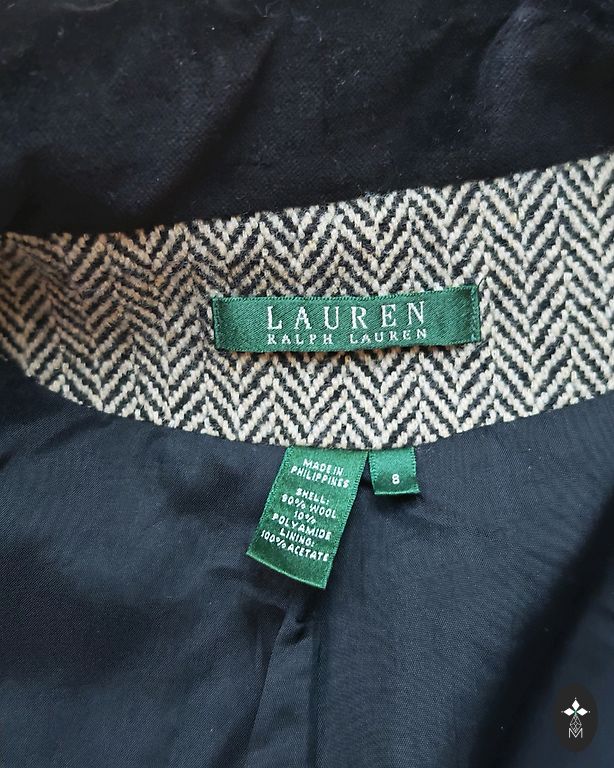 LAUREN
RALPH LAUREN
MADE IN
PHILIPPINES
SHELL:
90% WOOL
10%
POLYAMIDE
LINING:
100% ACETATE
8
M